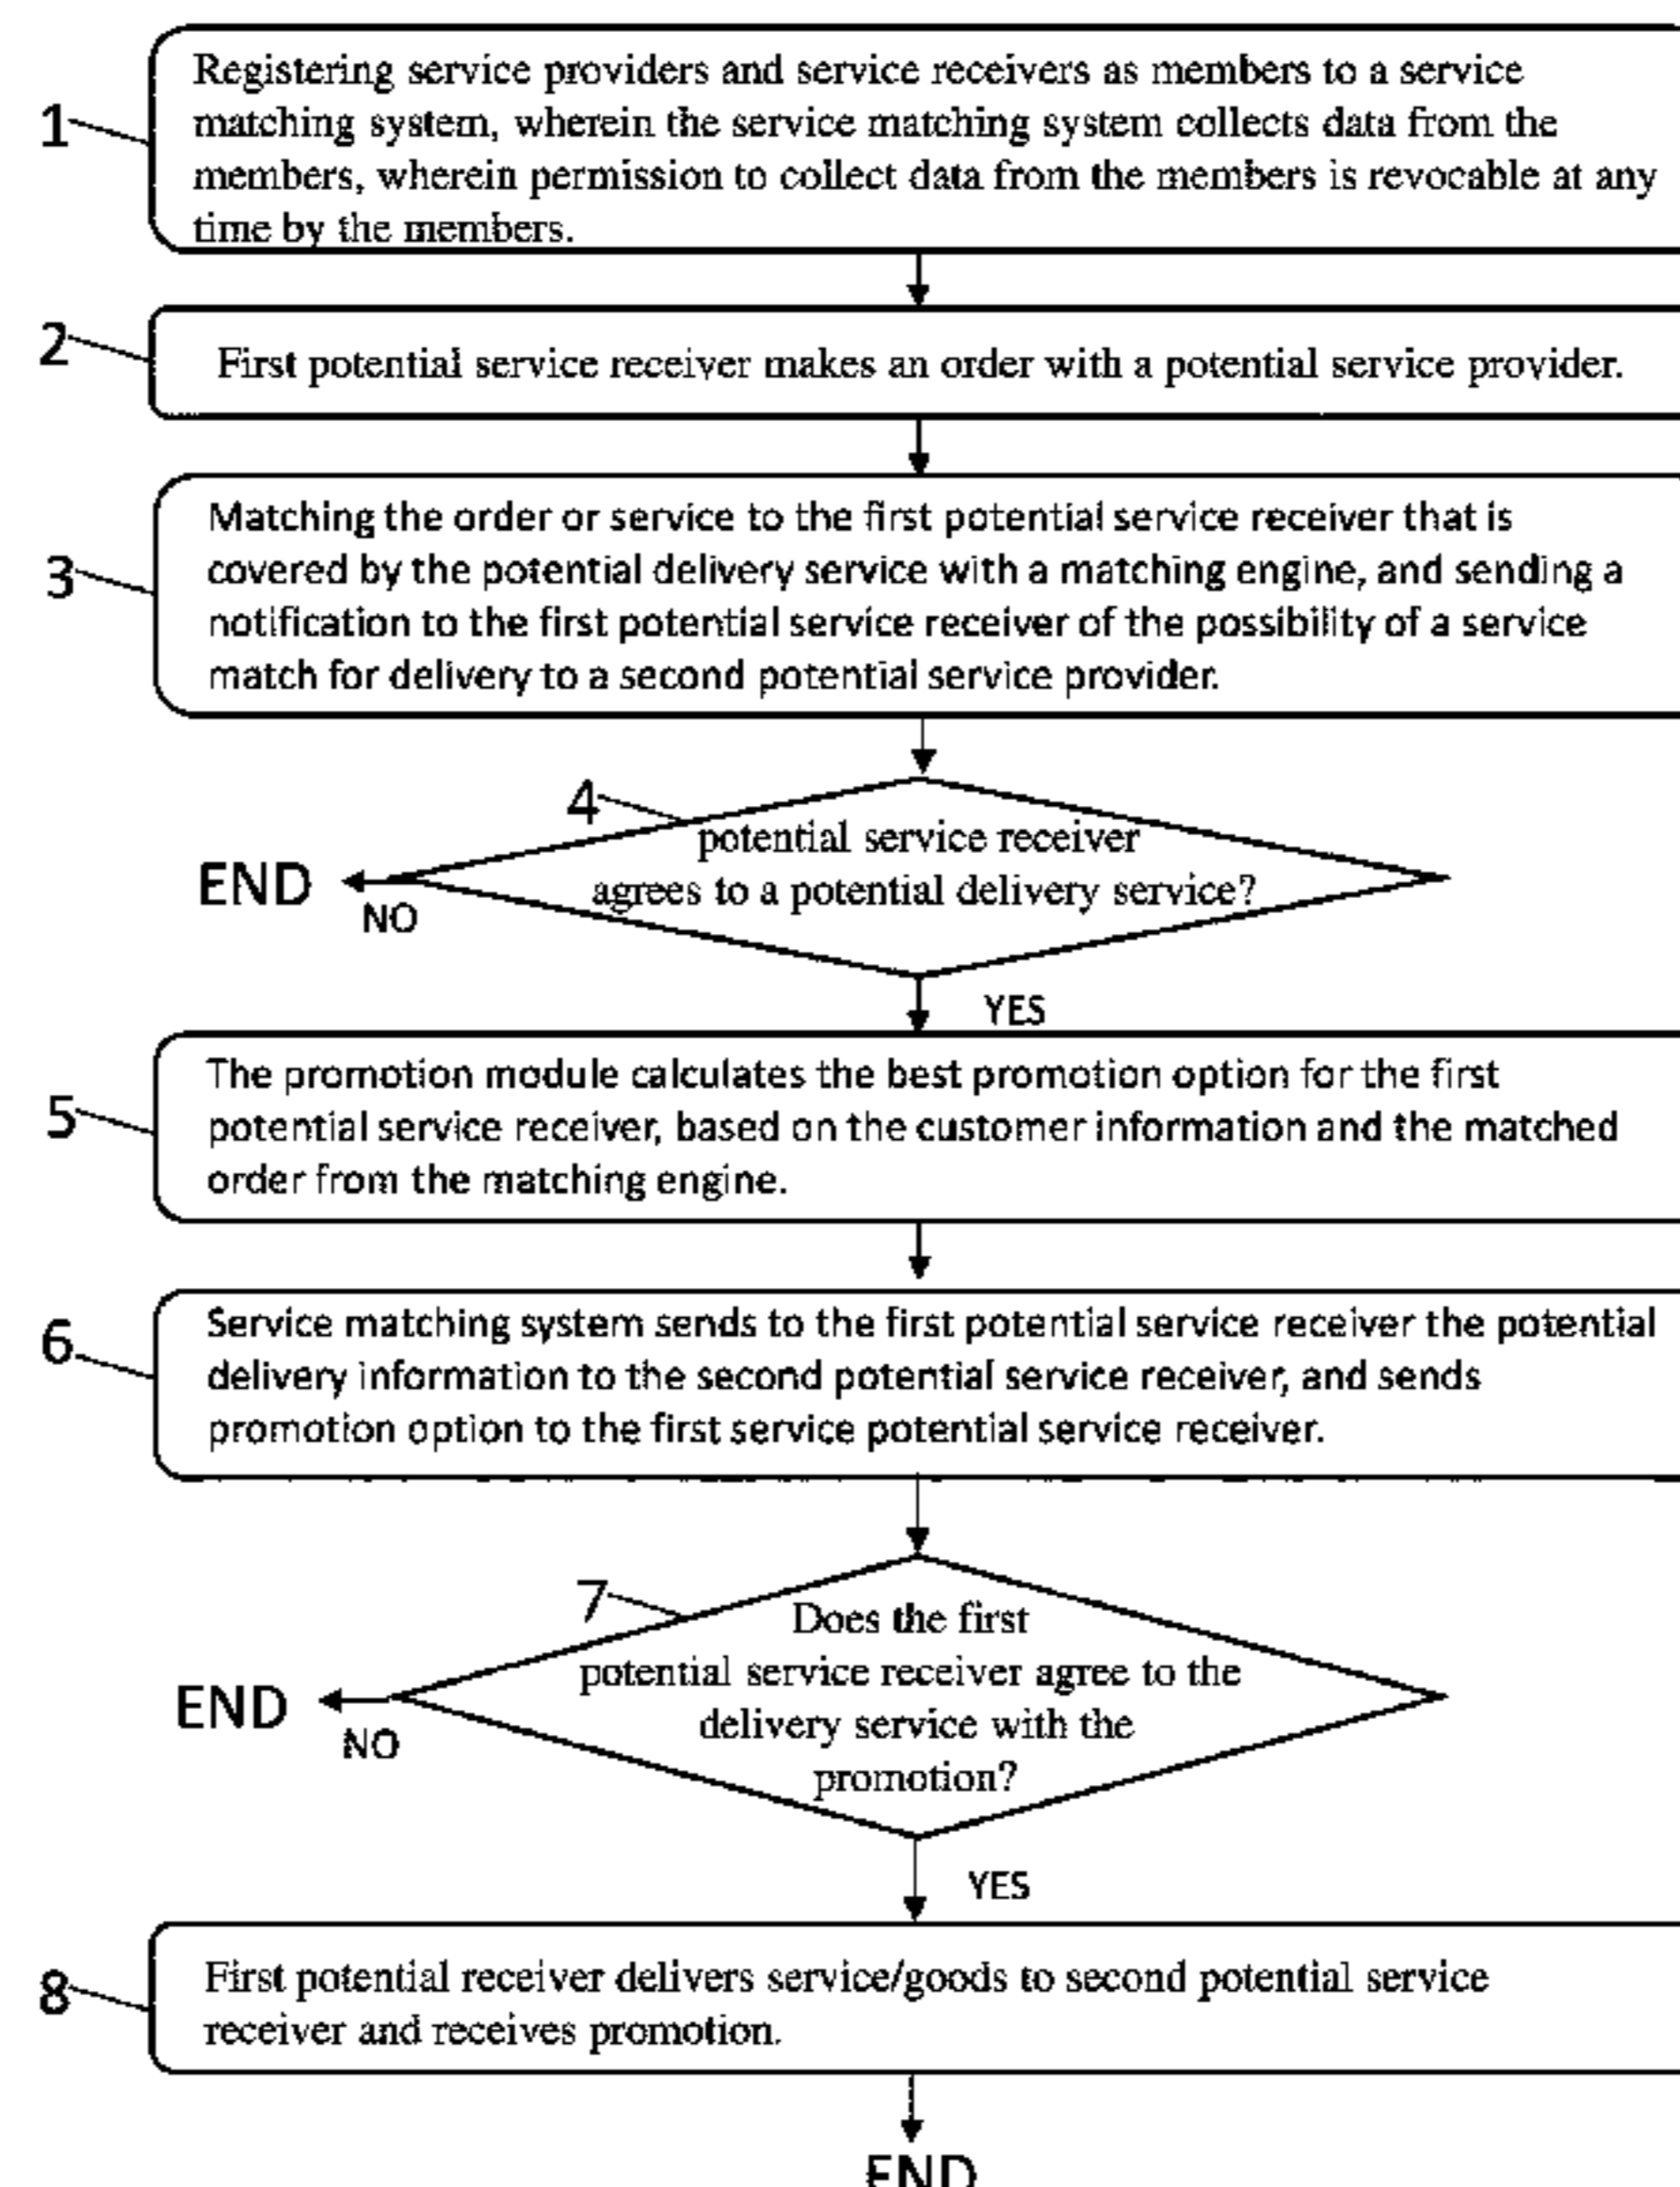 1
Registering service providers and service receivers as members to a service
matching system, wherein the service matching system collects data from the
members, wherein permission to collect data from the members is revocable at any
time by the members.
2
First potential service receiver makes an order with a potential service provider.
3
Matching the order or service to the first potential service receiver that is
covered by the potential delivery service with a matching engine, and sending a
notification to the first potential service receiver of the possibility of a service
match for delivery to a second potential service provider.
4
potential service receiver
agrees to a potential delivery service?
END
NO
YES
5
The promotion module calculates the best promotion option for the first
potential service receiver, based on the customer information and the matched
order from the matching engine.
6
Service matching system sends to the first potential service receiver the potential
delivery information to the second potential service receiver, and sends
promotion option to the first service potential service receiver.
7
Does the first
potential service receiver agree to the
delivery service with the
promotion?
END
NO
YES
8
First potential receiver delivers service/goods to second potential service
receiver and receives promotion.
END